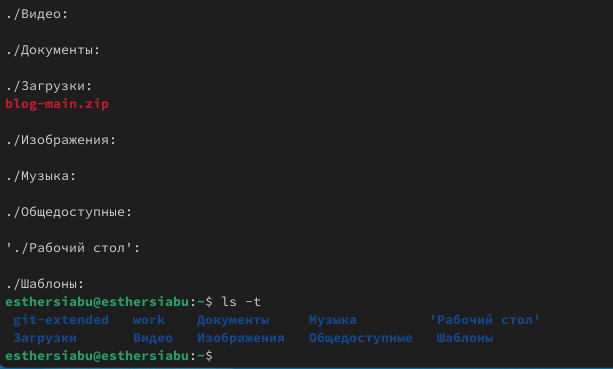 ./Видео:
./Документы:
./Загрузки:
blog-main.zip
./Изображения:
./Музыка:
./Общедоступные:
'./Рабочий стол':
./Шаблоны:
esthersiabu@esthersiabu:~$ ls -t
git-extended work Документы Музыка 'Рабочий стол'
Загрузки Видео Изображения Общедоступные Шаблоны
esthersiabu@esthersiabu:~$